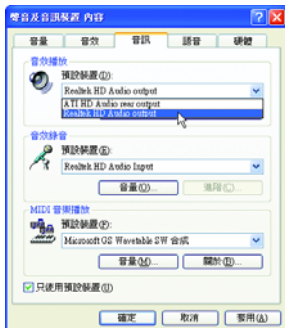 聲音及音訊裝置 內容
音量 音效 音訊 語音 硬體
音效播放
預設裝置(D):
Realtek HD Audio output
ATI HD Audio rear output
Realtek HD Audio output
音效錄音
預設裝置(E):
Realtek HD Audio Input
音量(O)... 進階(C)...
MIDI 音樂播放
預設裝置(F):
Microsoft GS Wavetable SW 合成
音量(M)... 關於(B)...
只使用預設裝置(U)
確定 取消 套用(A)